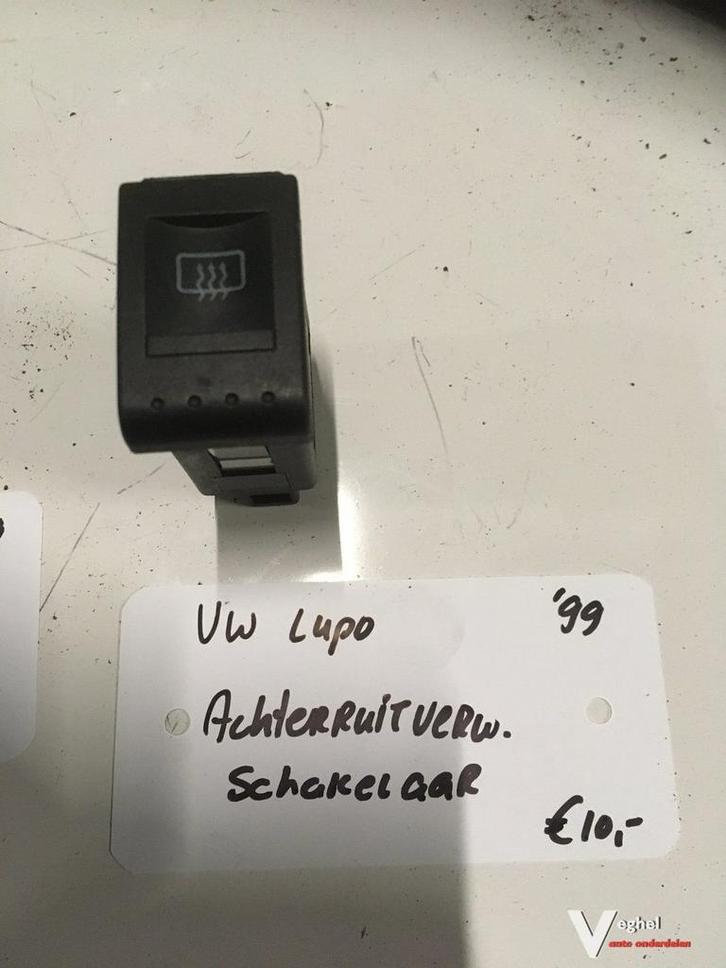 VW Lupo '99
Achterruitverw.
Schakelaar
€10,-
Veghel
auto onderdelen